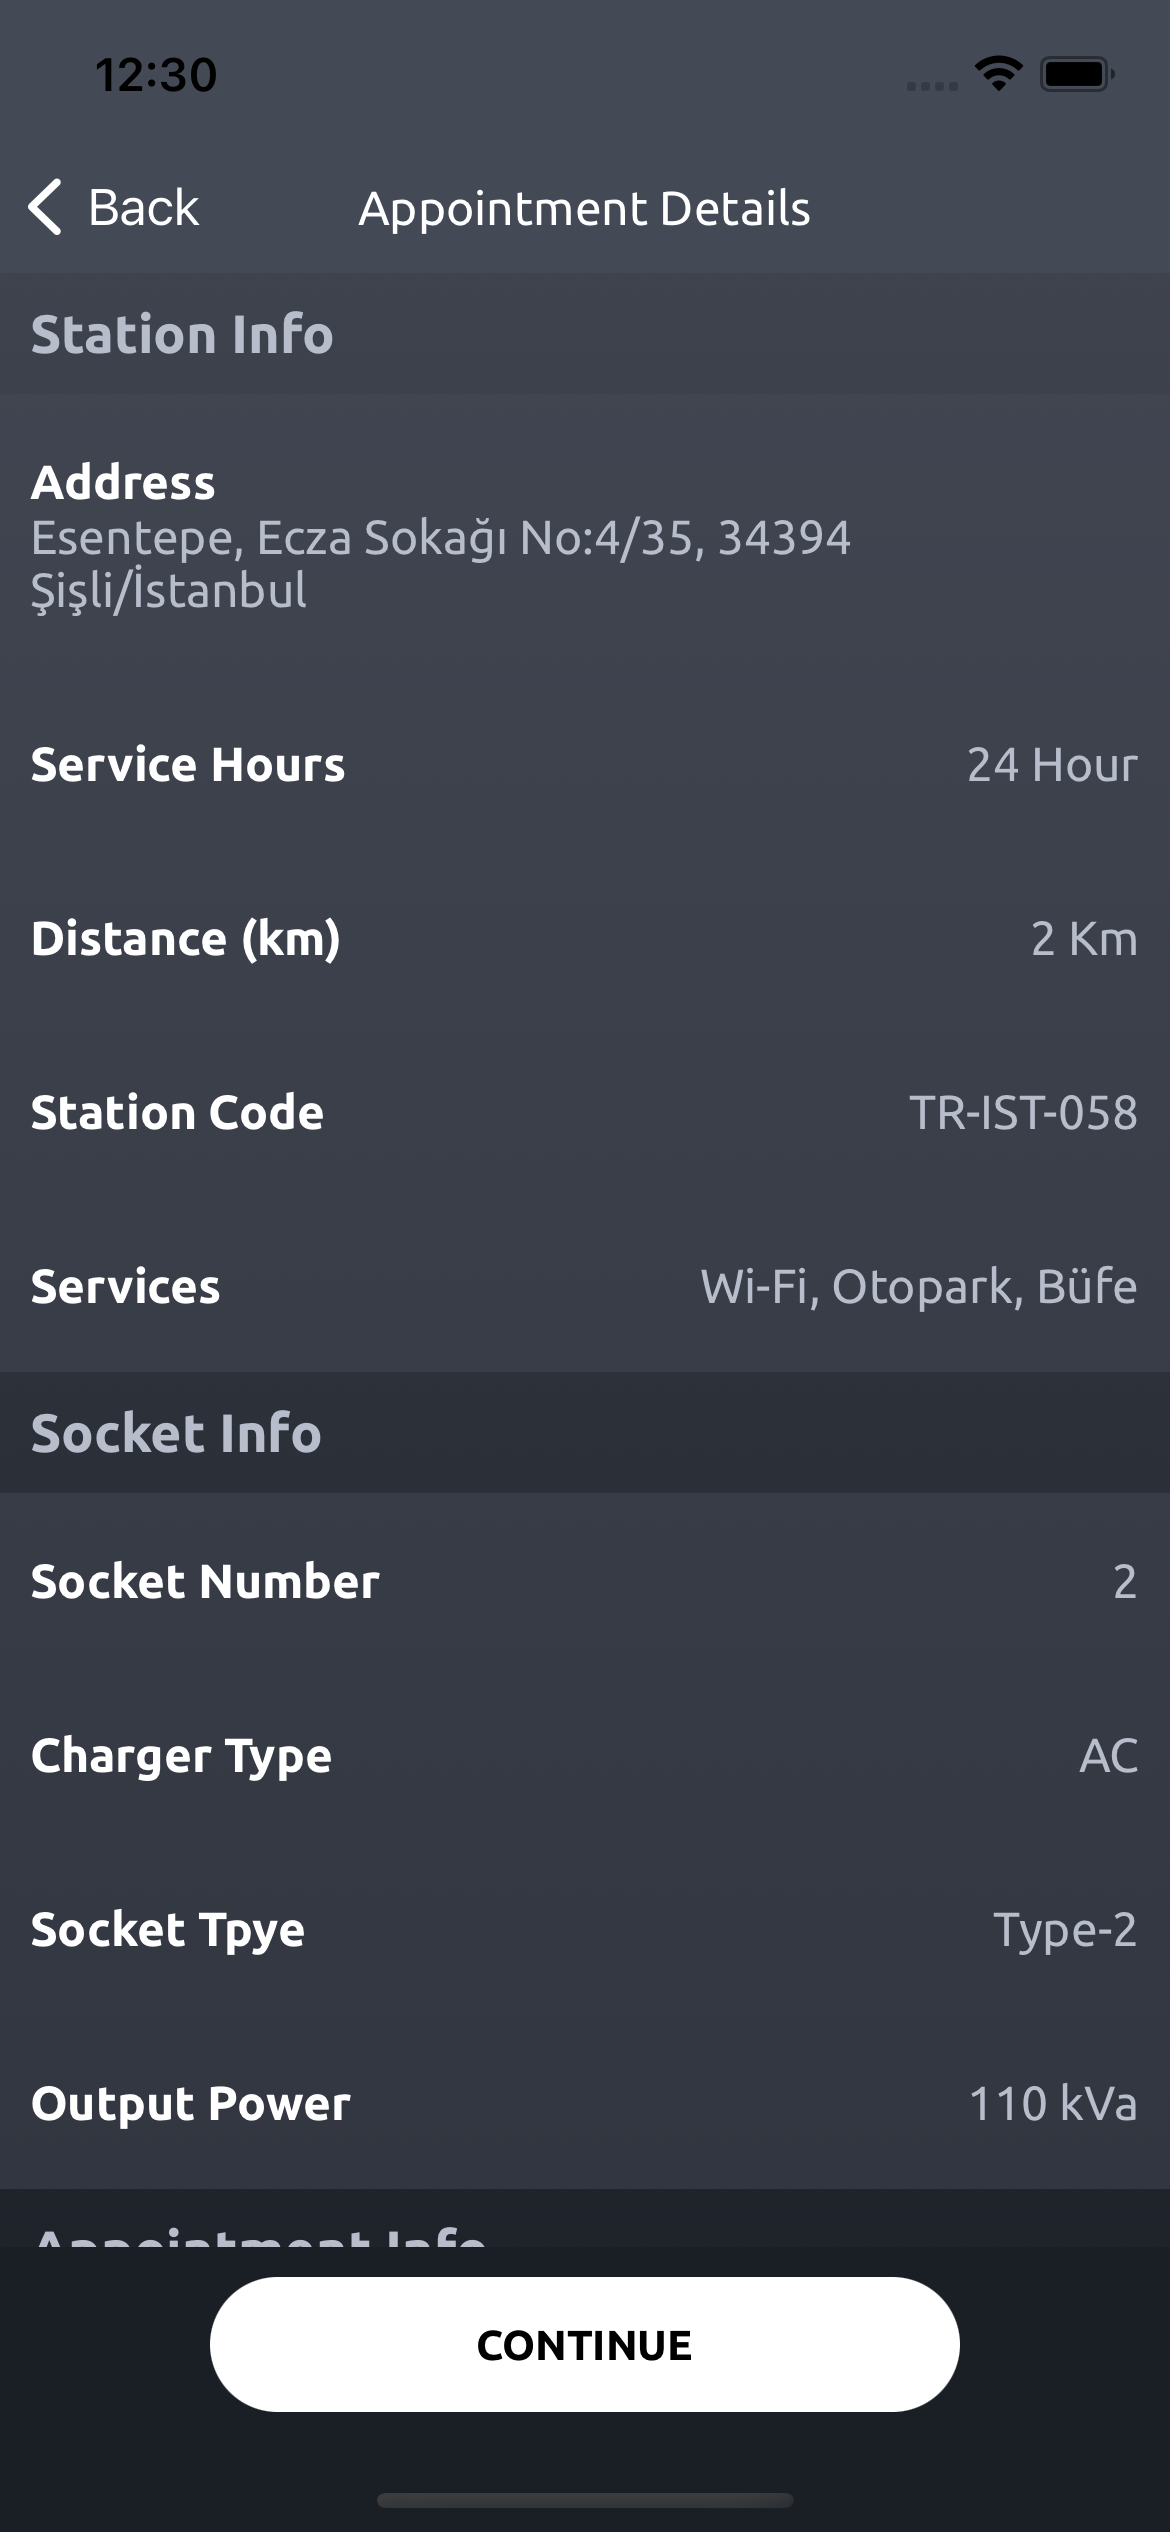 12:30
Back
Appointment Details
Station Info
Address
Esentepe, Ecza Sokağı No:4/35, 34394
Şişli/İstanbul
Service Hours
24 Hour
Distance (km)
2 Km
Station Code
TR-IST-058
Services
Wi-Fi, Otopark, Büfe
Socket Info
Socket Number
2
Charger Type
AC
Socket Tpye
Type-2
Output Power
110 kVa
Appointment Info
CONTINUE